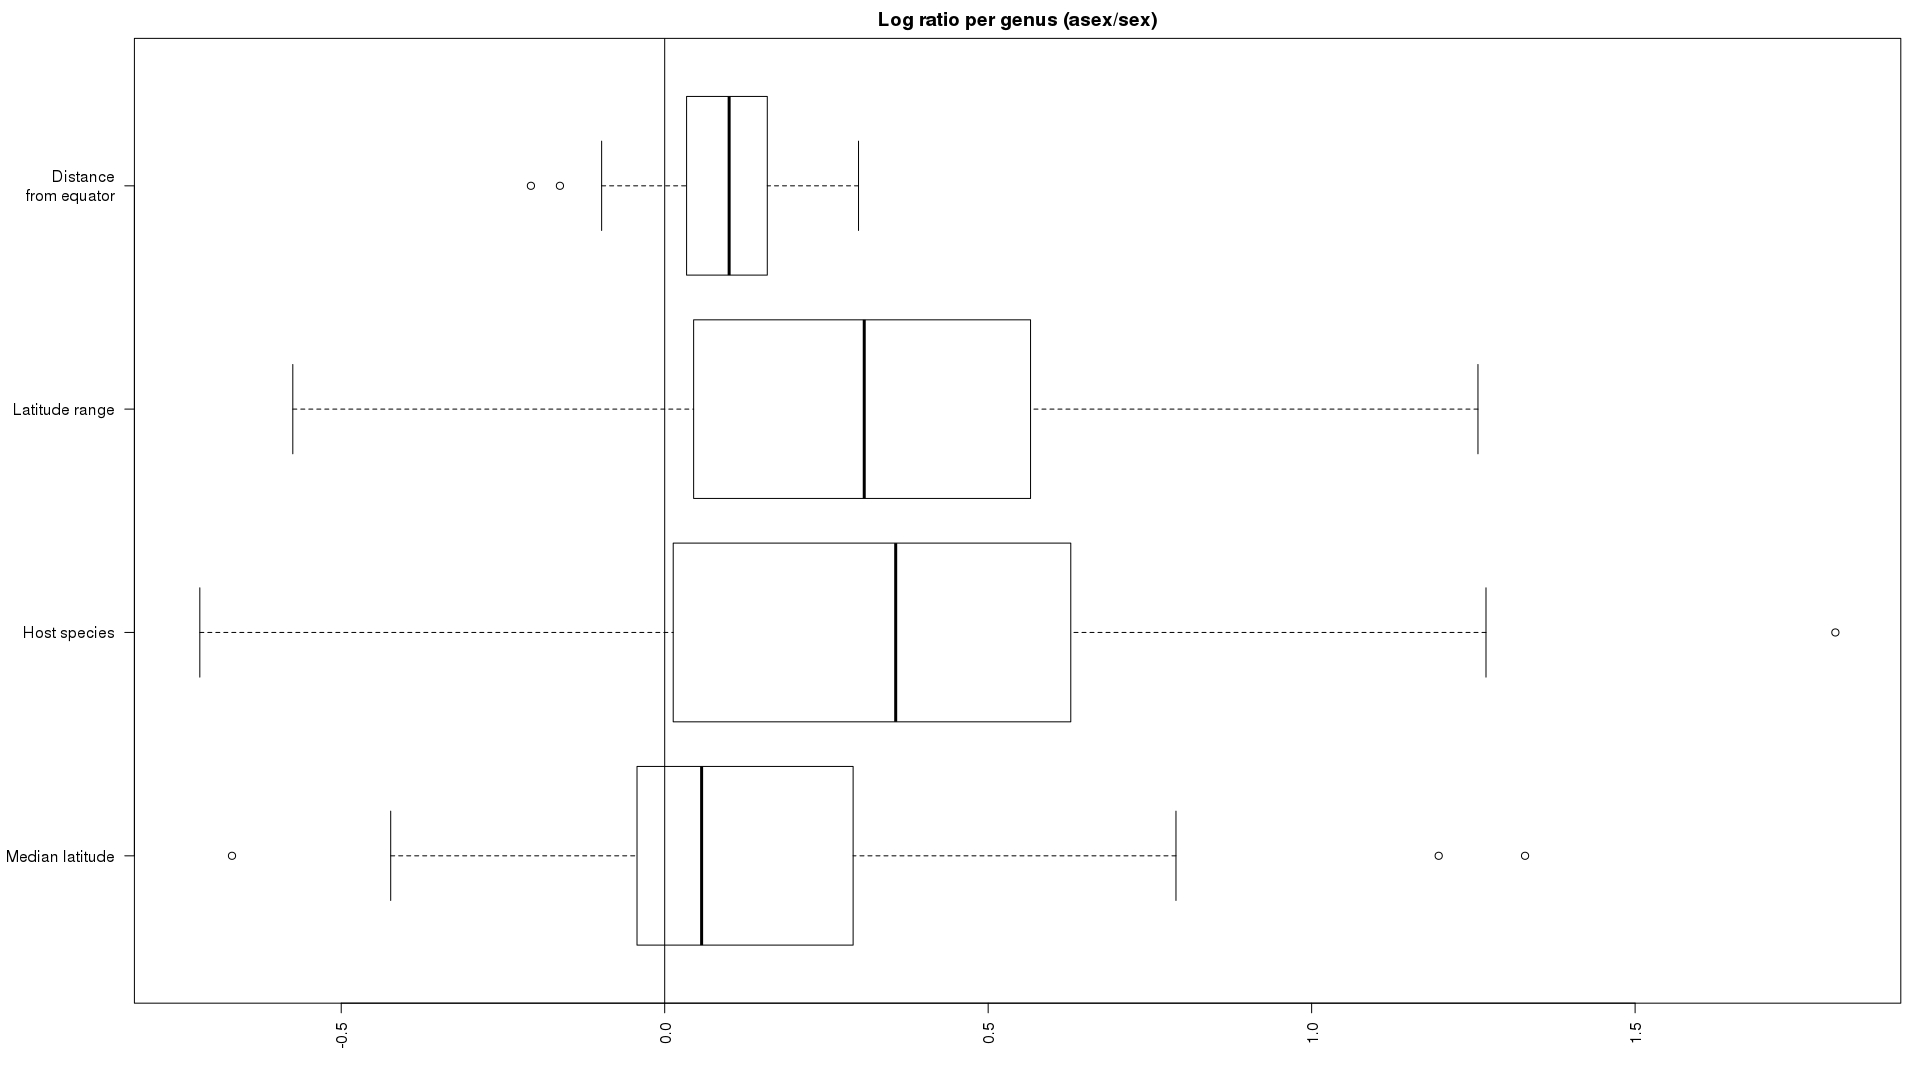 Log ratio per genus (asex/sex)
Distance
from equator
Latitude range
Host species
Median latitude
-0.5
0.0
0.5
1.0
1.5